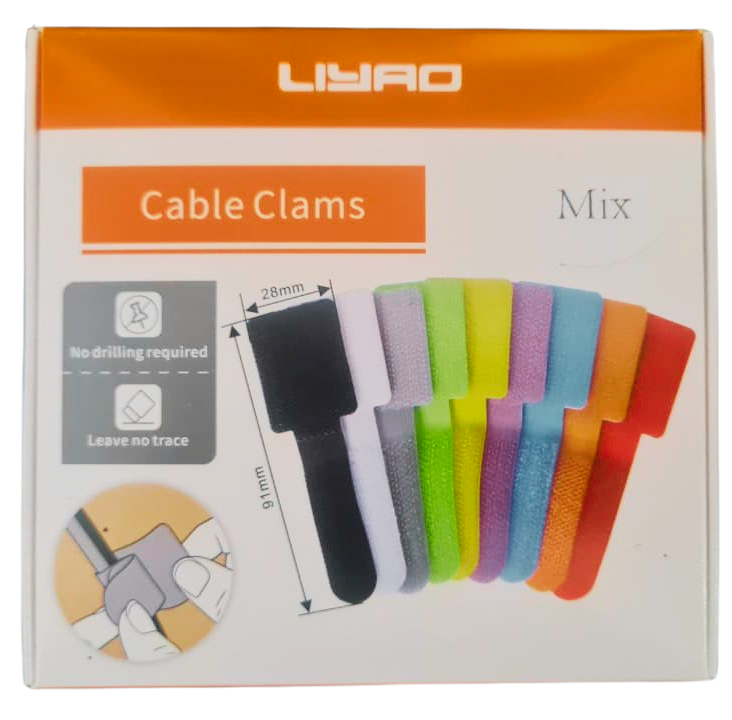 LIYAO
Cable Clams
Mix
28mm
No drilling required
Leave no trace
91mm